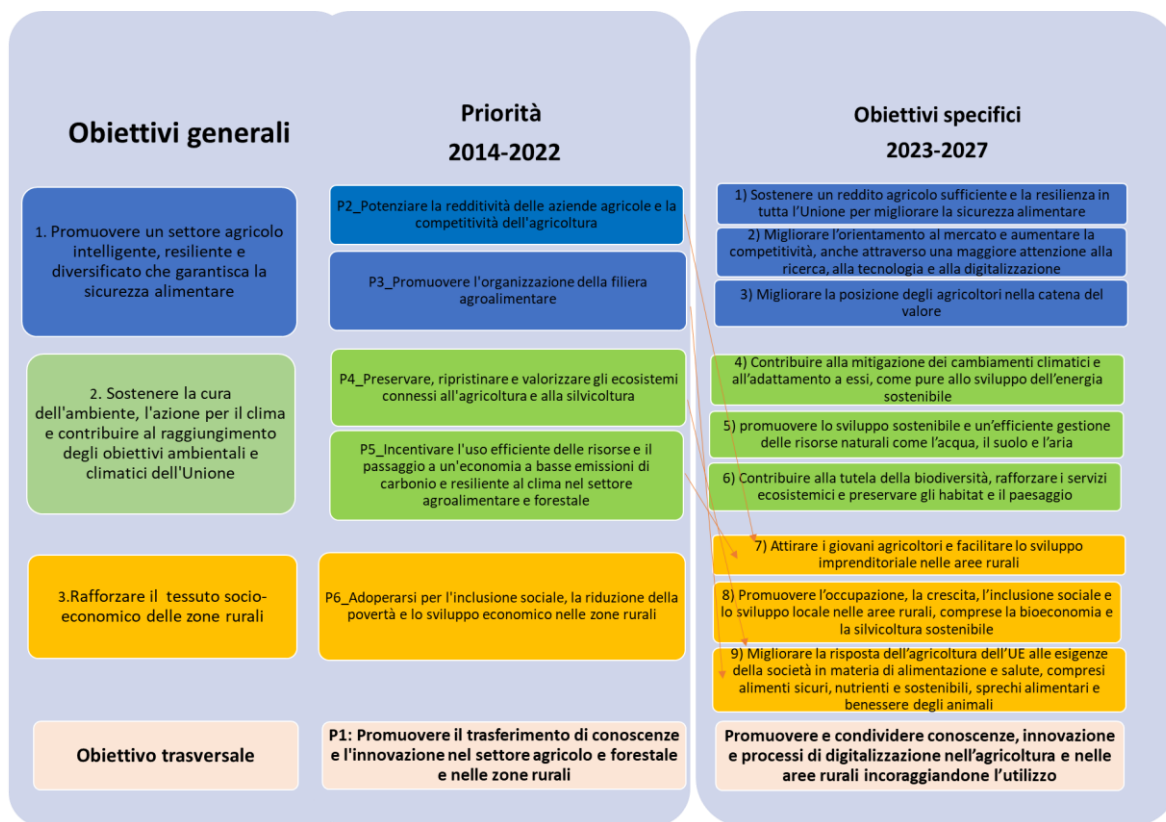 Obiettivi generali
Priorità
2014-2022
Obiettivi specifici
2023-2027
1. Promuovere un settore agricolo
intelligente, resiliente e
diversificato che garantisca la
sicurezza alimentare
P2_Potenziare la redditività delle aziende agricole e la
competitività dell'agricoltura
P3_Promuovere l'organizzazione della filiera
agroalimentare
1) Sostenere un reddito agricolo sufficiente e la resilienza in
tutta l'Unione per migliorare la sicurezza alimentare
2) Migliorare l'orientamento al mercato e aumentare la
competitività, anche attraverso una maggiore attenzione alla
ricerca, alla tecnologia e alla digitalizzazione
3) Migliorare la posizione degli agricoltori nella catena del
valore
2. Sostenere la cura
dell'ambiente, l'azione per il clima
e contribuire al raggiungimento
degli obiettivi ambientali e
climatici dell'Unione
P4_Preservare, ripristinare e valorizzare gli ecosistemi
connessi all'agricoltura e alla silvicoltura
P5_Incentivare l'uso efficiente delle risorse e il
passaggio a un'economia a basse emissioni di
carbonio e resiliente al clima nel settore
agroalimentare e forestale
4) Contribuire alla mitigazione dei cambiamenti climatici e
all'adattamento a essi, come pure allo sviluppo dell'energia
sostenibile
5) promuovere lo sviluppo sostenibile e un'efficiente gestione
delle risorse naturali come l'acqua, il suolo e l'aria
6) Contribuire alla tutela della biodiversità, rafforzare i servizi
ecosistemici e preservare gli habitat e il paesaggio
3.Rafforzare il tessuto socio-
economico delle zone rurali
P6_Adoperarsi per l'inclusione sociale, la riduzione della
povertà e lo sviluppo economico nelle zone rurali
7) Attirare i giovani agricoltori e facilitare lo sviluppo
imprenditoriale nelle aree rurali
8) Promuovere l'occupazione, la crescita, l'inclusione sociale e
lo sviluppo locale nelle aree rurali, comprese la bioeconomia e
la silvicoltura sostenibile
9) Migliorare la risposta dell'agricoltura dell'UE alle esigenze
della società in materia di alimentazione e salute, compresi
alimenti sicuri, nutrienti e sostenibili, sprechi alimentari e
benessere degli animali
Obiettivo trasversale
P1: Promuovere il trasferimento di conoscenze
e l'innovazione nel settore agricolo e forestale
e nelle zone rurali
Promuovere e condividere conoscenze, innovazione
e processi di digitalizzazione nell'agricoltura e nelle
aree rurali incoraggiandone l'utilizzo